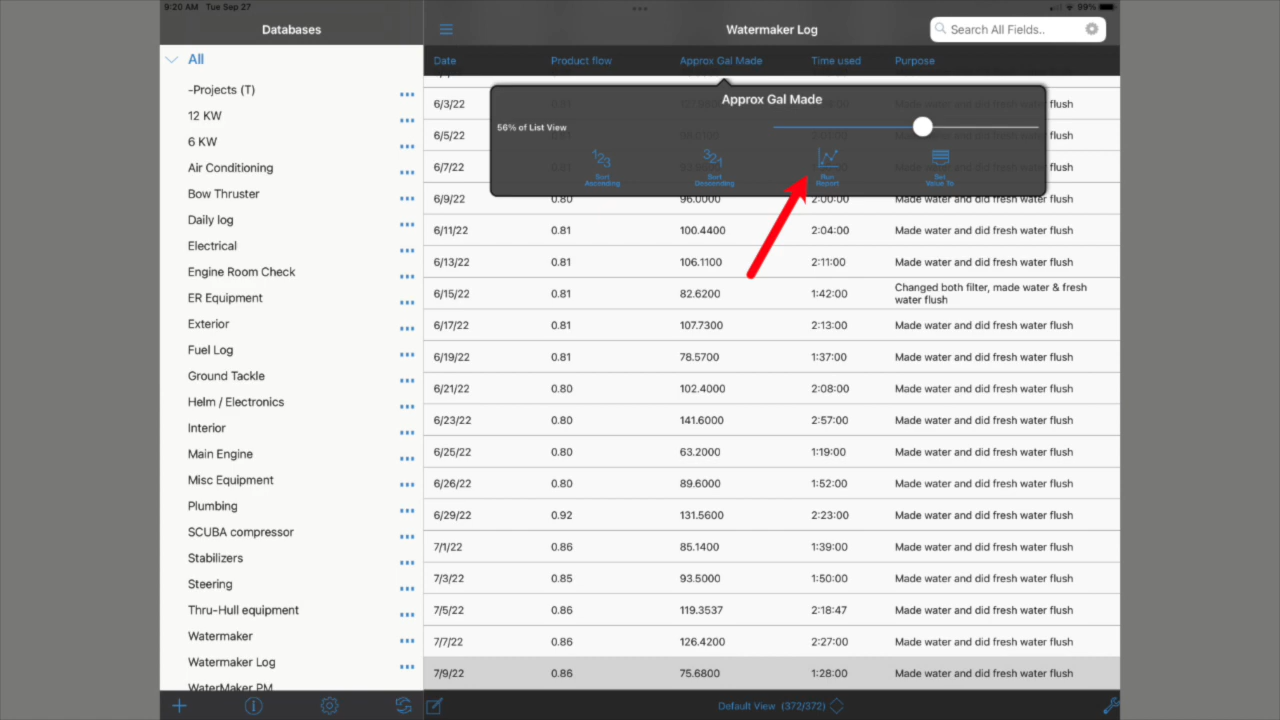 9:20 AM Tue Sep 27
99%
Databases
All
-Projects (T)
12 KW
6 KW
Air Conditioning
Bow Thruster
Daily log
Electrical
Engine Room Check
ER Equipment
Exterior
Fuel Log
Ground Tackle
Helm / Electronics
Interior
Main Engine
Misc Equipment
Plumbing
SCUBA compressor
Stabilizers
Steering
Thru-Hull equipment
Watermaker
Watermaker Log
WaterMaker PM
Watermaker Log
Search All Fields..
Date Product flow Approx Gal Made Time used Purpose
Approx Gal Made
56% of List View
123 Sort Ascending
321 Sort Descending
Run Report
Set Value To
6/3/22 flush
6/5/22 flush
6/7/22 flush
6/9/22 0.80 96.0000 2:00:00 Made water and did fresh water flush
6/11/22 0.81 100.4400 2:04:00 Made water and did fresh water flush
6/13/22 0.81 106.1100 2:11:00 Made water and did fresh water flush
6/15/22 0.81 82.6200 1:42:00 Changed both filter, made water & fresh
water flush
6/17/22 0.81 107.7300 2:13:00 Made water and did fresh water flush
6/19/22 0.81 78.5700 1:37:00 Made water and did fresh water flush
6/21/22 0.80 102.4000 2:08:00 Made water and did fresh water flush
6/23/22 0.80 141.6000 2:57:00 Made water and did fresh water flush
6/25/22 0.80 63.2000 1:19:00 Made water and did fresh water flush
6/26/22 0.80 89.6000 1:52:00 Made water and did fresh water flush
6/29/22 0.92 131.5600 2:23:00 Made water and did fresh water flush
7/1/22 0.86 85.1400 1:39:00 Made water and did fresh water flush
7/3/22 0.85 93.5000 1:50:00 Made water and did fresh water flush
7/5/22 0.86 119.3537 2:18:47 Made water and did fresh water flush
7/7/22 0.86 126.4200 2:27:00 Made water and did fresh water flush
7/9/22 0.86 75.6800 1:28:00 Made water and did fresh water flush
Default View (372/372)